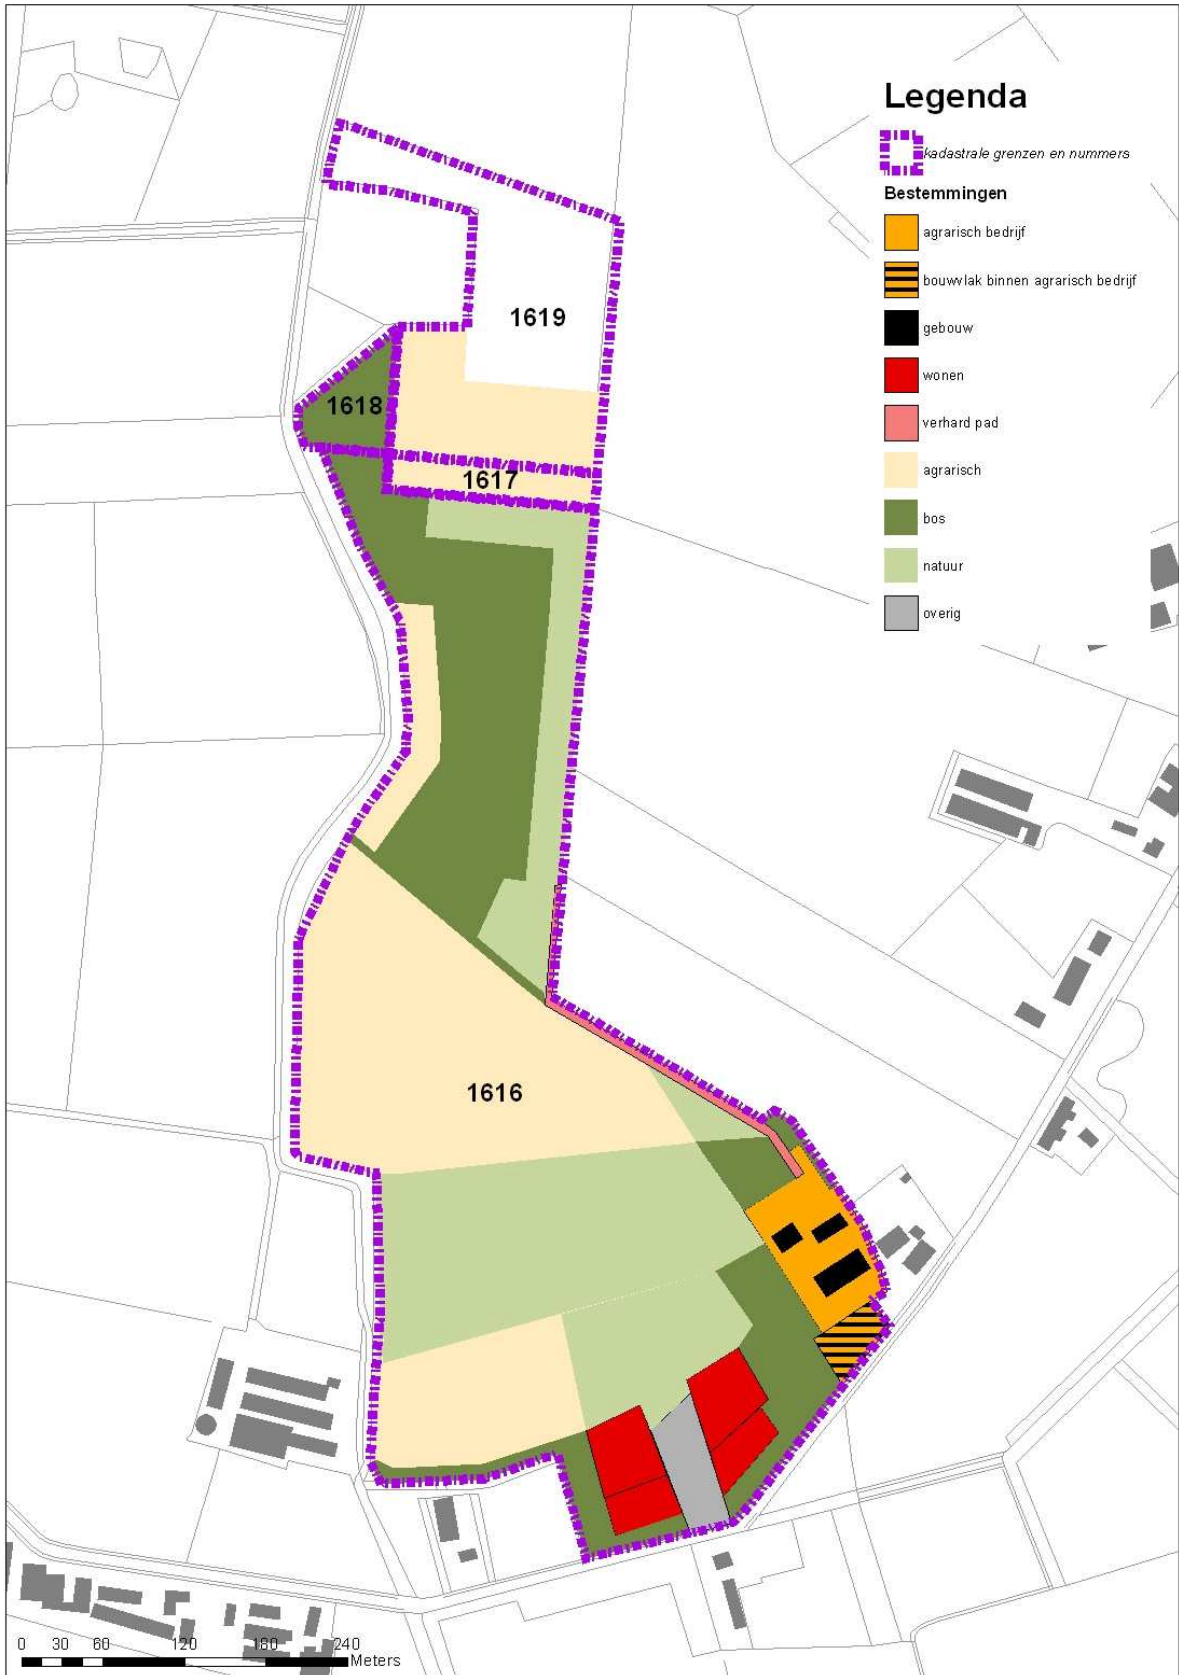 Legenda
kadastrale grenzen en nummers
Bestemmingen
agrarisch bedrijf
bouwvlak binnen agrarisch bedrijf
gebouw
wonen
verhard pad
agrarisch
bos
natuur
overig
1619
1618
1617
1616
0 30 60 120 180 240
Meters